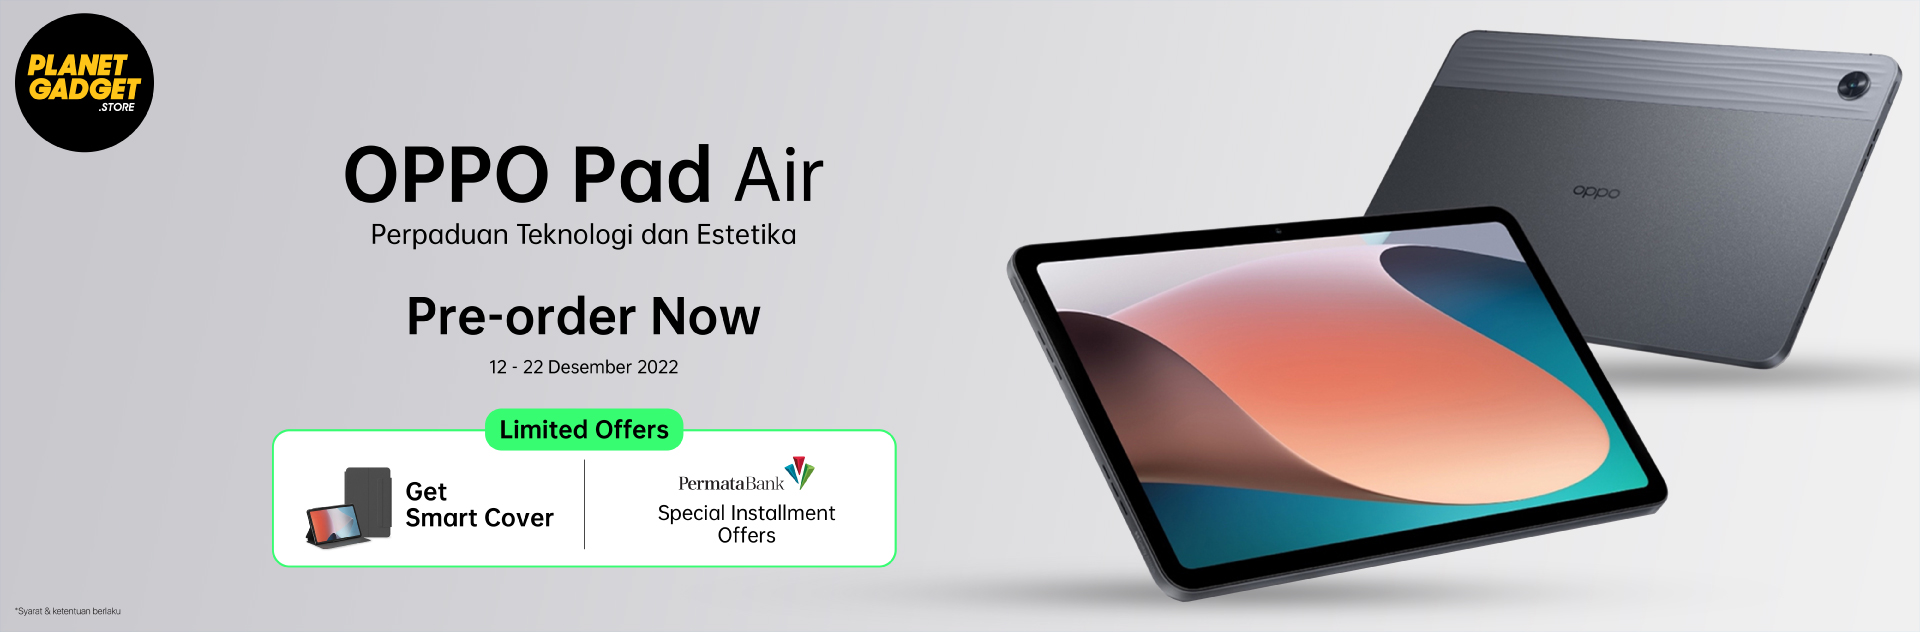 PLANET
GADGET
.STORE
OPPO Pad Air
Perpaduan Teknologi dan Estetika
Pre-order Now
12 - 22 Desember 2022
Limited Offers
Get
Smart Cover
PermataBank
Special Installment
Offers
oppo
*Syarat & ketentuan berlaku